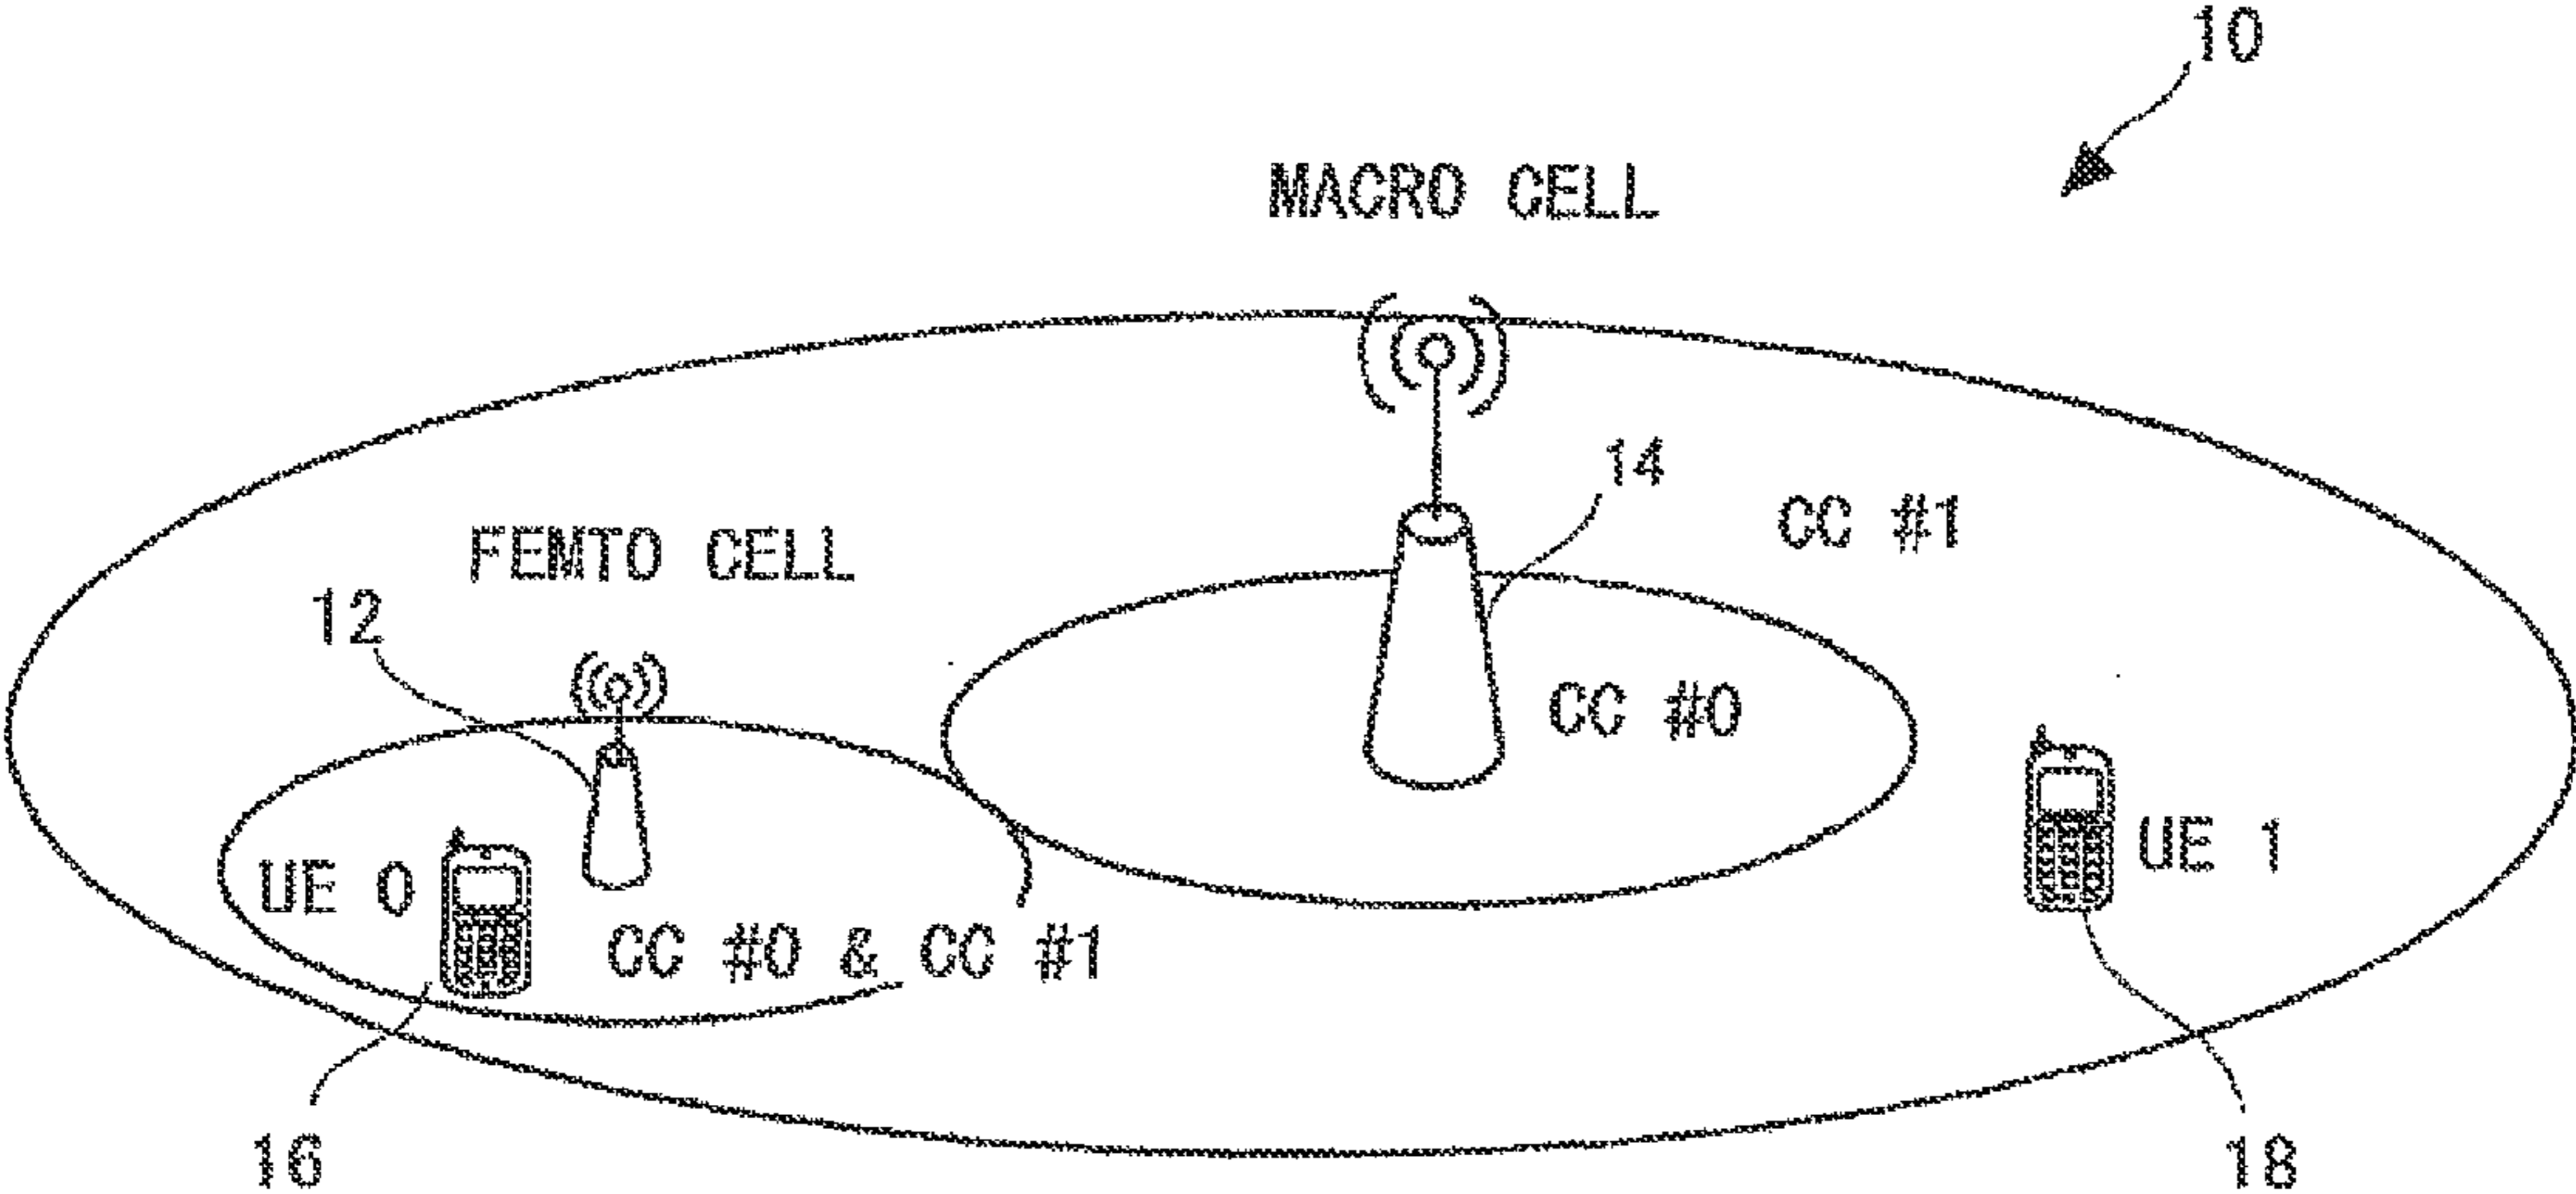 10
MACRO CELL
14
CC #1
FEMTO CELL
12
CC #0
UE 0
CC #0 & CC #1
UE 1
16
18